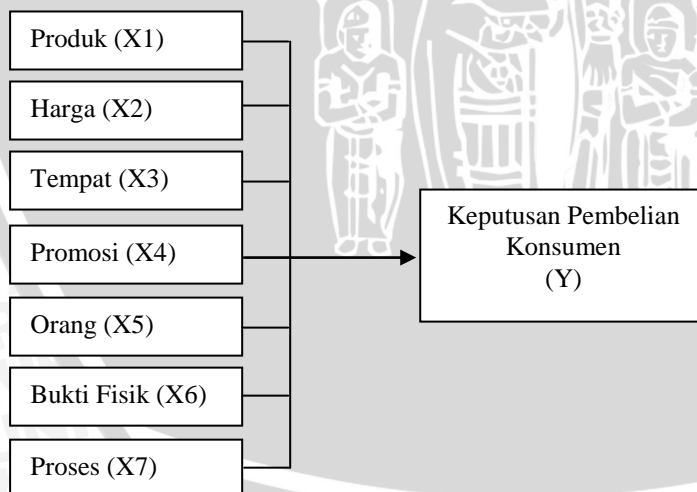 Produk (X1)
Harga (X2)
Tempat (X3)
Promosi (X4)
Orang (X5)
Bukti Fisik (X6)
Proses (X7)
Keputusan Pembelian
Konsumen
(Y)